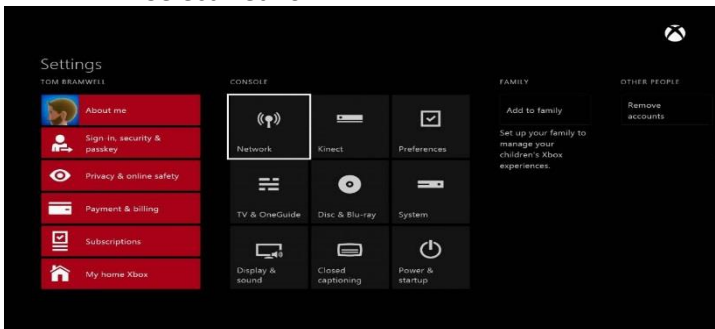 Settings
TOM BRAMWELL
About me
Sign-in, security &
passkey
Privacy & online safety
Payment & billing
Subscriptions
My home Xbox
CONSOLE
Network
Kinect
Preferences
TV & OneGuide
Disc & Blu-ray
System
Display &
sound
Closed
captioning
Power &
startup
FAMILY
Add to family
Set up your family to
manage your
children's Xbox
experiences.
OTHER PEOPLE
Remove
accounts